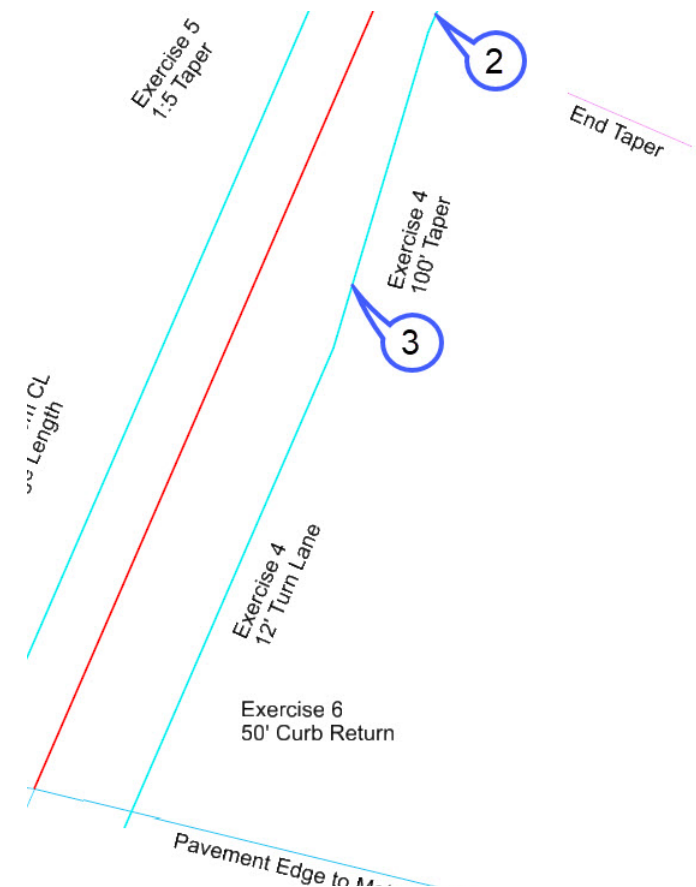 Exercise 5
1:5 Taper
2
End Taper
Exercise 4
100' Taper
3
CL
Length
Exercise 4
12' Turn Lane
Exercise 6
50' Curb Return
Pavement Edge to